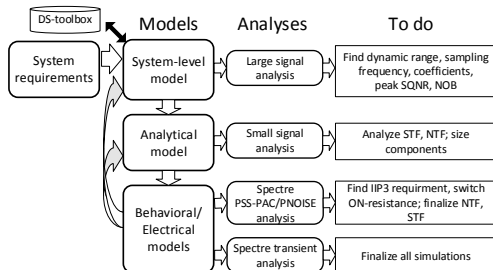 DS-toolbox
Models
Analyses
To do
System
requirements
System-level
model
Large signal
analysis
Find dynamic range, sampling
frequency, coefficients,
peak SQNR, NOB
Analytical
model
Small signal
analysis
Analyze STF, NTF; size
components
Behavioral/
Electrical
models
Spectre
PSS-PAC/PNOISE
analysis
Find IIP3 requirment, switch
ON-resistance; finalize NTF,
STF
Spectre transient
analysis
Finalize all simulations